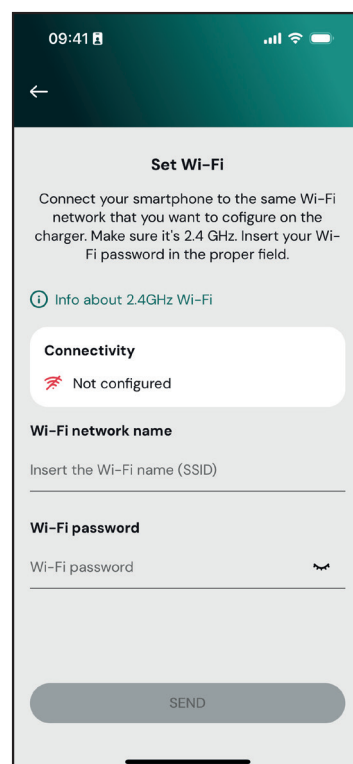 09:41
Set Wi-Fi
Connect your smartphone to the same Wi-Fi
network that you want to cofigure on the
charger. Make sure it's 2.4 GHz. Insert your Wi-
Fi password in the proper field.
Info about 2.4GHz Wi-Fi
Connectivity
Not configured
Wi-Fi network name
Insert the Wi-Fi name (SSID)
Wi-Fi password
Wi-Fi password
SEND